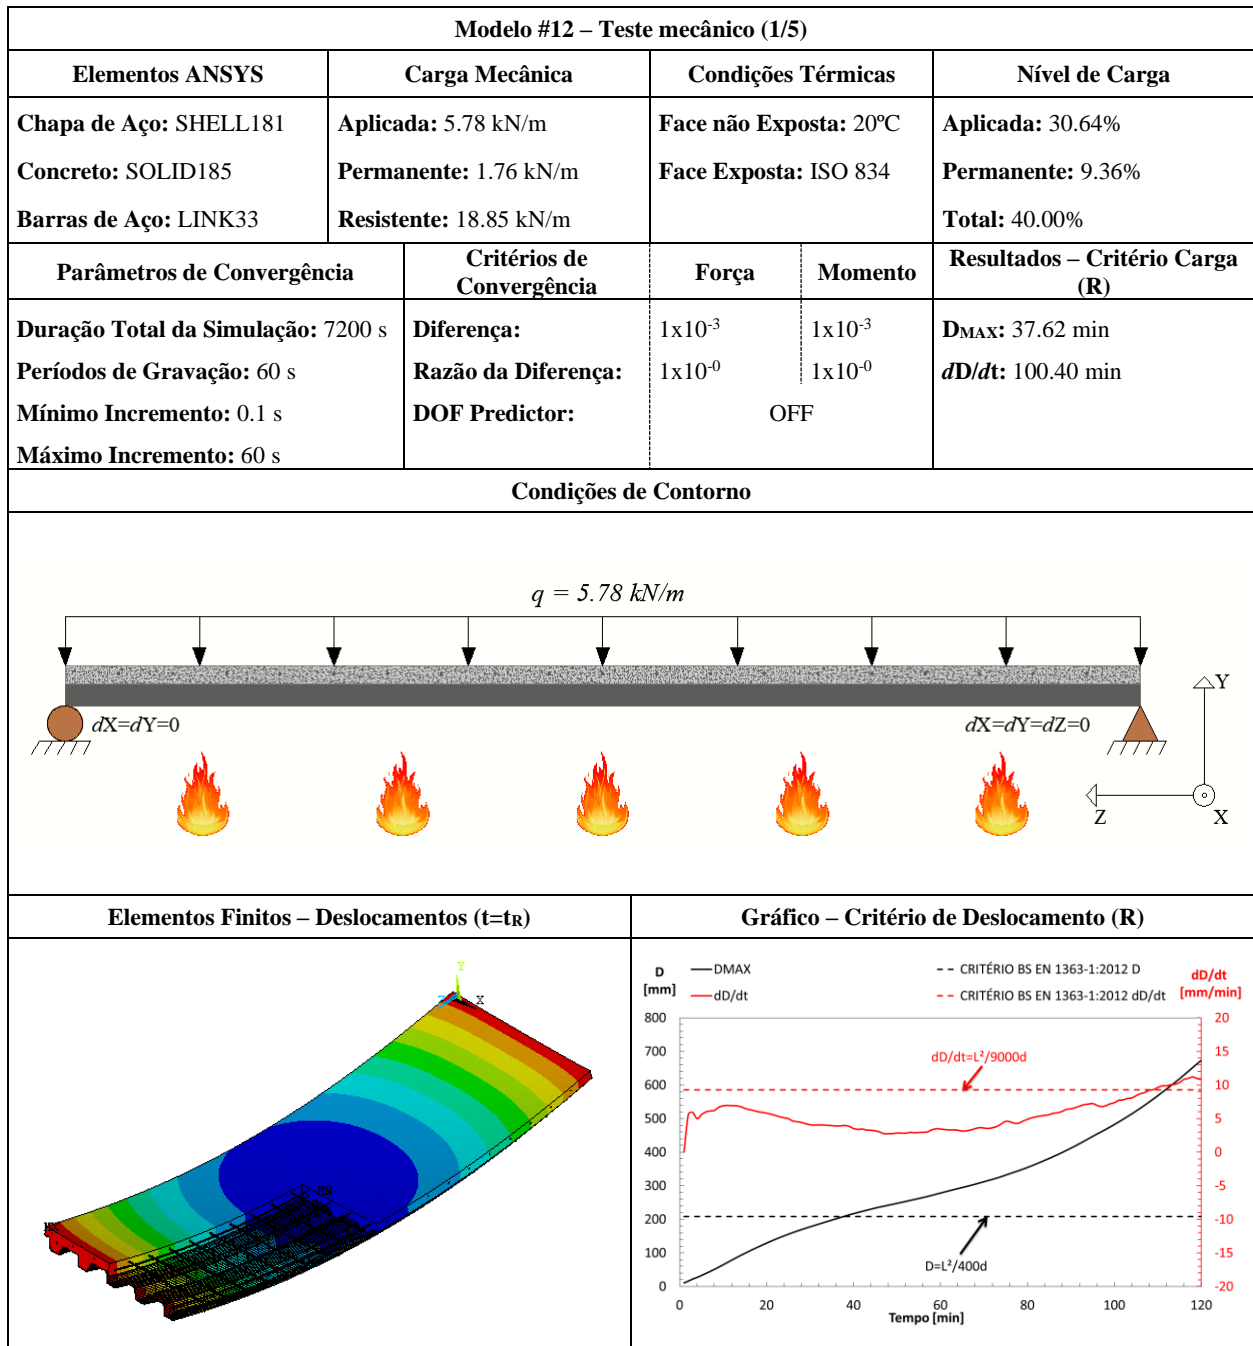 Modelo #12 – Teste mecânico (1/5)
Elementos ANSYS
Carga Mecânica
Condições Térmicas
Nível de Carga
Chapa de Aço: SHELL181
Concreto: SOLID185
Barras de Aço: LINK33
Aplicada: 5.78 kN/m
Permanente: 1.76 kN/m
Resistente: 18.85 kN/m
Face não Exposta: 20ºC
Face Exposta: ISO 834
Aplicada: 30.64%
Permanente: 9.36%
Total: 40.00%
Parâmetros de Convergência
Critérios de
Convergência
Força
Momento
Resultados – Critério Carga
(R)
Duração Total da Simulação: 7200 s
Períodos de Gravação: 60 s
Mínimo Incremento: 0.1 s
Máximo Incremento: 60 s
Diferença: 1x10⁻³ 1x10⁻³
Razão da Diferença: 1x10⁻⁰ 1x10⁻⁰
DOF Predictor: OFF
DMAX: 37.62 min
dD/dt: 100.40 min
Condições de Contorno
q = 5.78 kN/m
dX=dY=0
dX=dY=dZ=0
Y
Z
X
Elementos Finitos – Deslocamentos (t=tR)
Gráfico – Critério de Deslocamento (R)
Y
Z
X
MX
MN
D
[mm]
DMAX
CRITÉRIO BS EN 1363-1:2012 D
dD/dt
CRITÉRIO BS EN 1363-1:2012 dD/dt
dD/dt
[mm/min]
800
700
600
500
400
300
200
100
0
20
15
10
5
0
-5
-10
-15
-20
dD/dt=L²/9000d
D=L²/400d
0 20 40 60 80 100 120
Tempo [min]